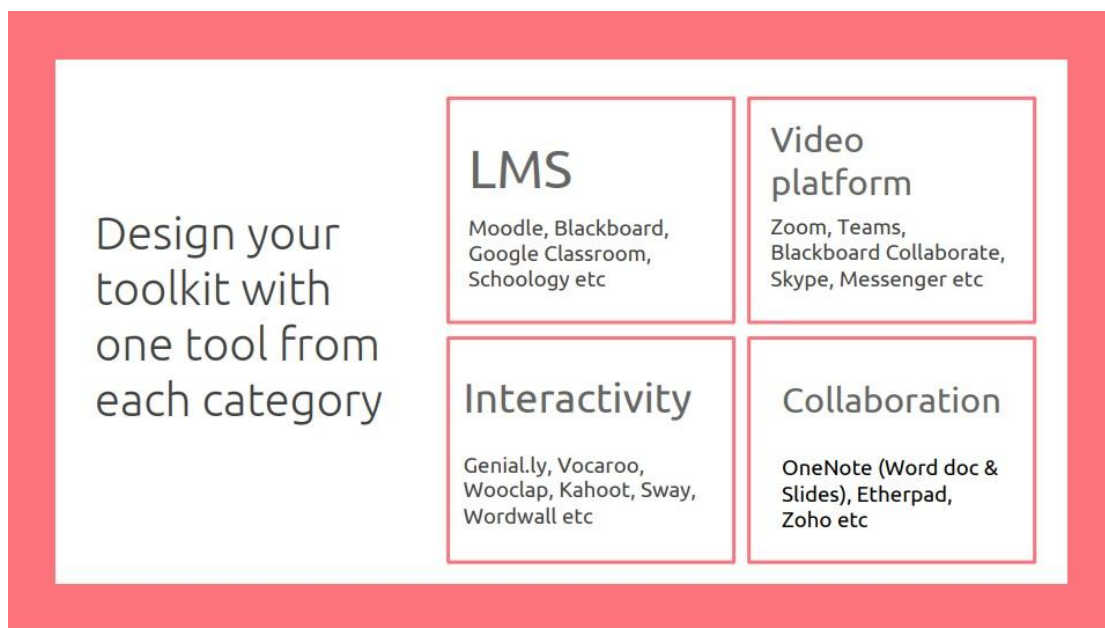 Design your
toolkit with
one tool from
each category
LMS
Moodle, Blackboard,
Google Classroom,
Schoology etc
Video
platform
Zoom, Teams,
Blackboard Collaborate,
Skype, Messenger etc
Interactivity
Genial.ly, Vocaroo,
Wooclap, Kahoot, Sway,
Wordwall etc
Collaboration
OneNote (Word doc &
Slides), Etherpad,
Zoho etc